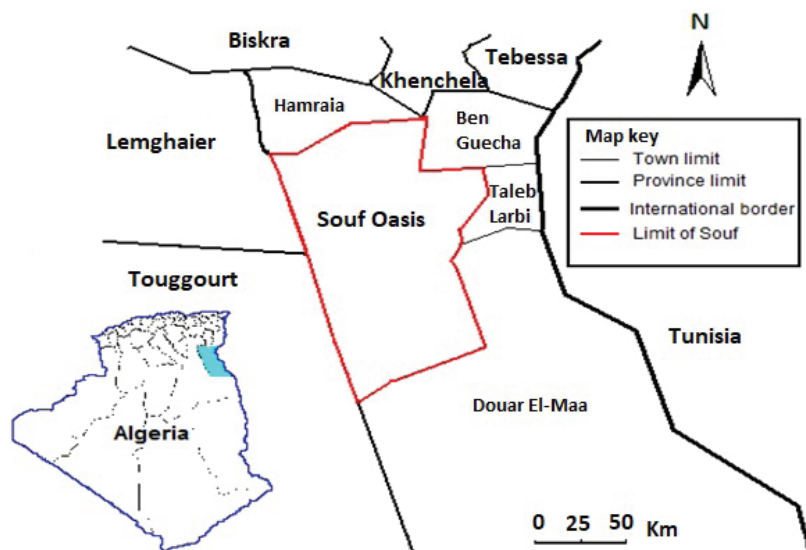 Biskra
Tebessa
N
Khenchela
Hamraia
Ben
Guecha
Lemghaier
Map key
Town limit
Province limit
International border
Limit of Souf
Taleb
Larbi
Souf Oasis
Touggourt
Tunisia
Douar El-Maa
Algeria
0 25 50 Km